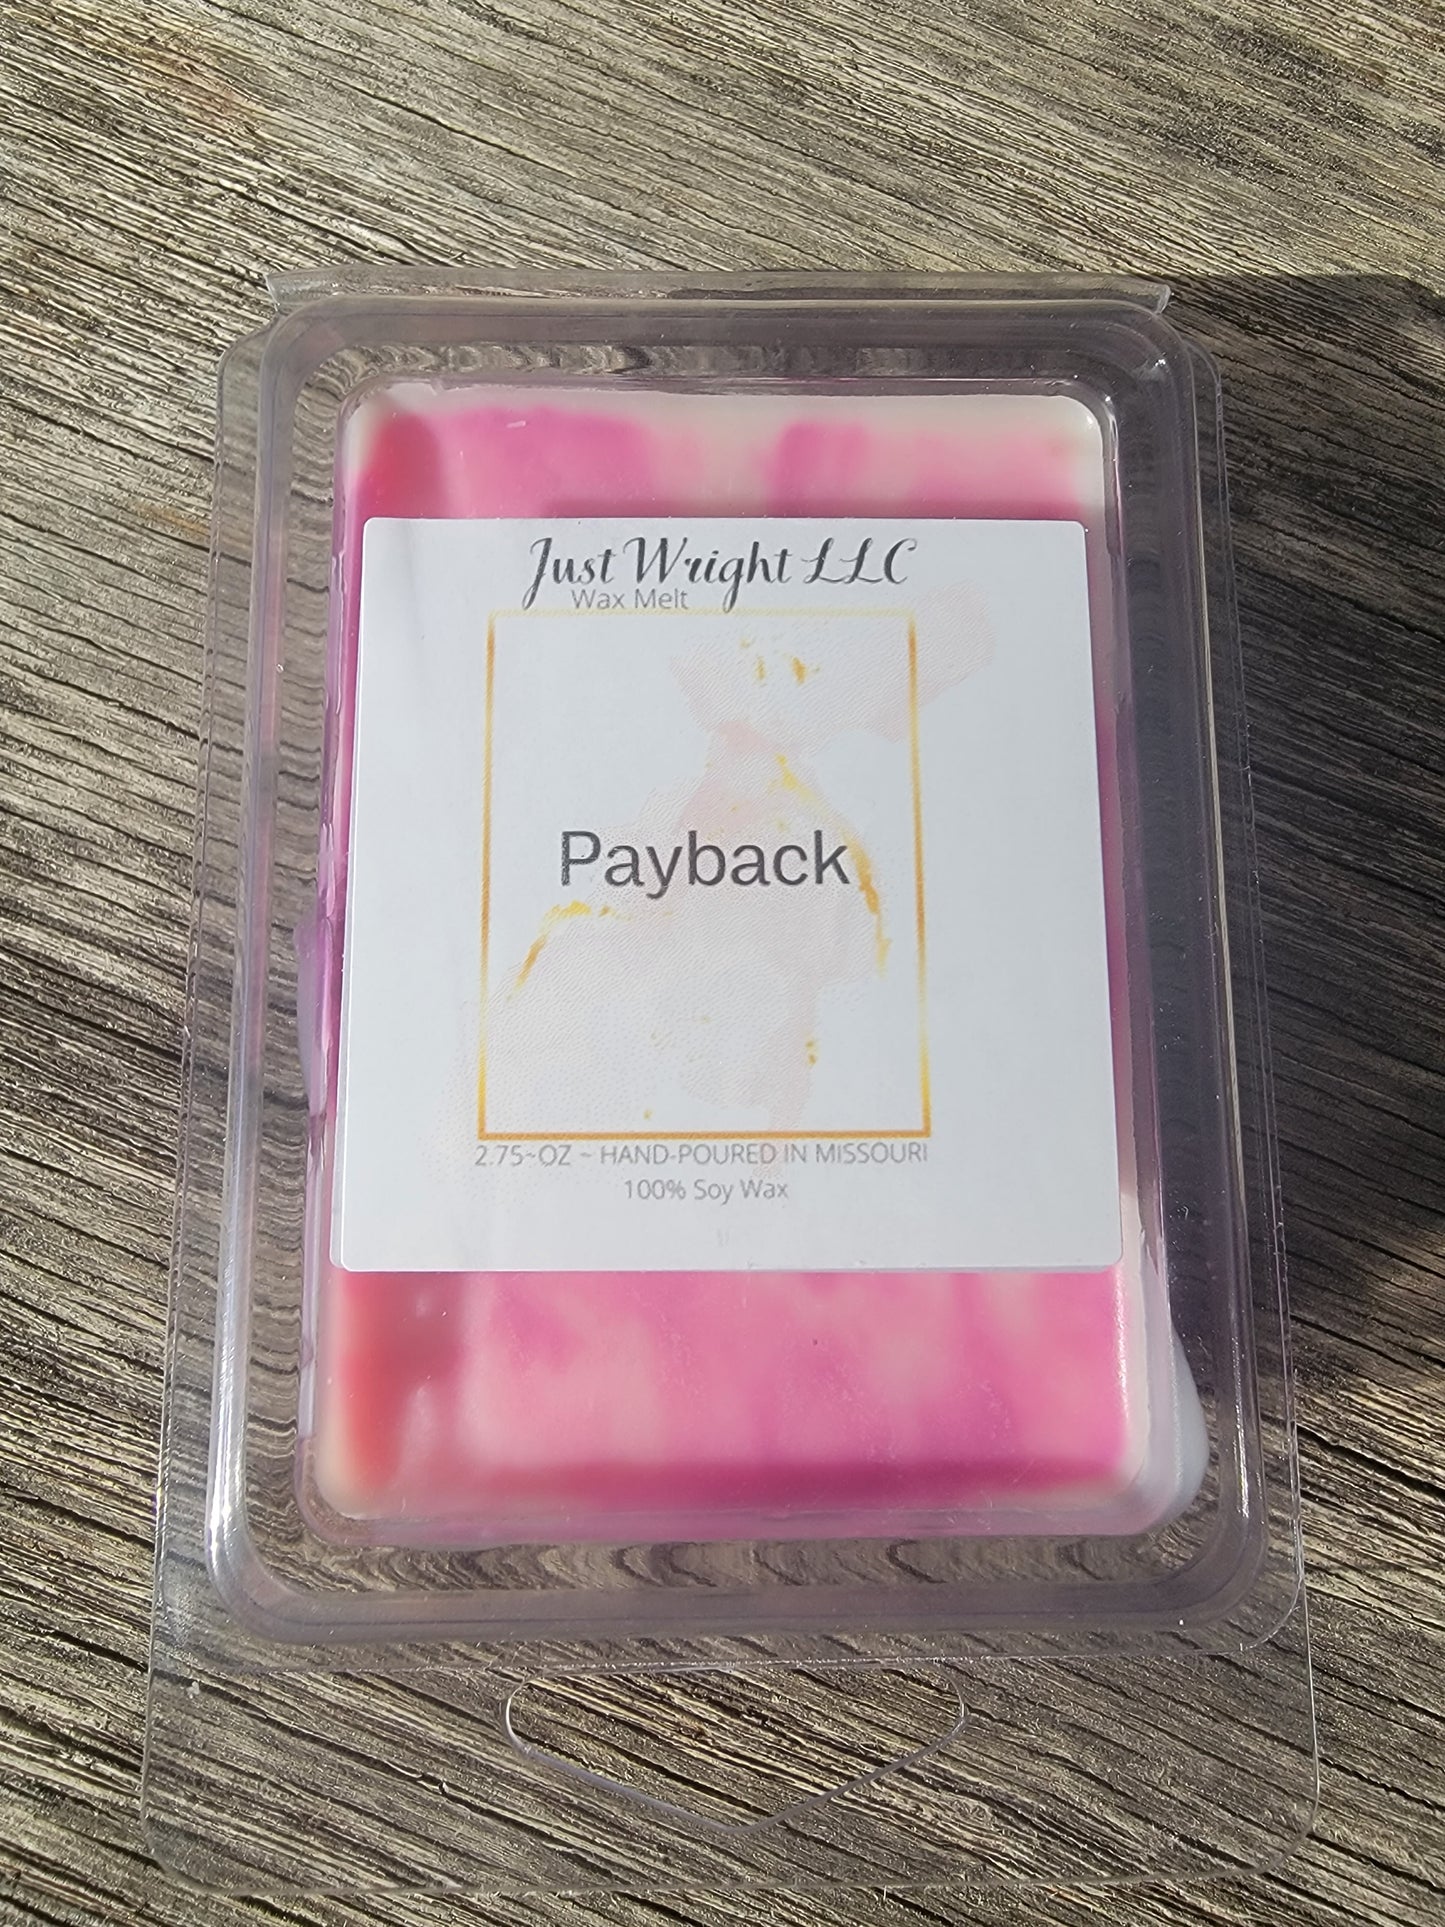 Just Wright LLC
Wax Melt
Payback
2.75~OZ ~ HAND-POURED IN MISSOURI
100% Soy Wax